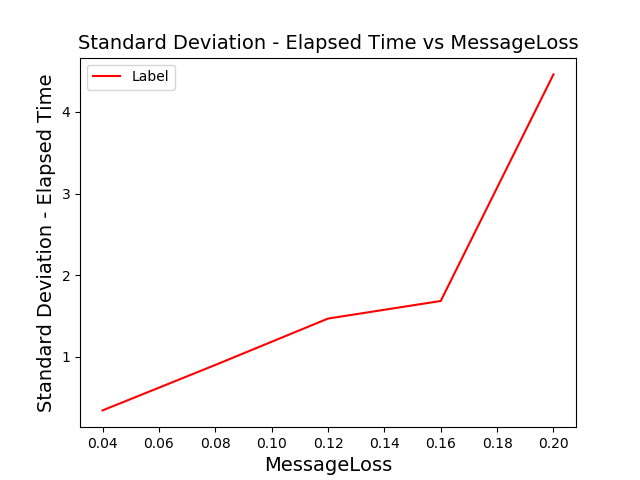 Standard Deviation - Elapsed Time vs MessageLoss
Label
Standard Deviation - Elapsed Time
4
3
2
1
0.04 0.06 0.08 0.10 0.12 0.14 0.16 0.18 0.20
MessageLoss